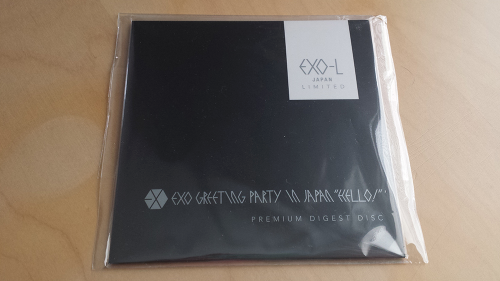 EXO-L
JAPAN
LIMITED
EXO GREETING PARTY IN JAPAN "HELLO!"
PREMIUM DIGEST DISC